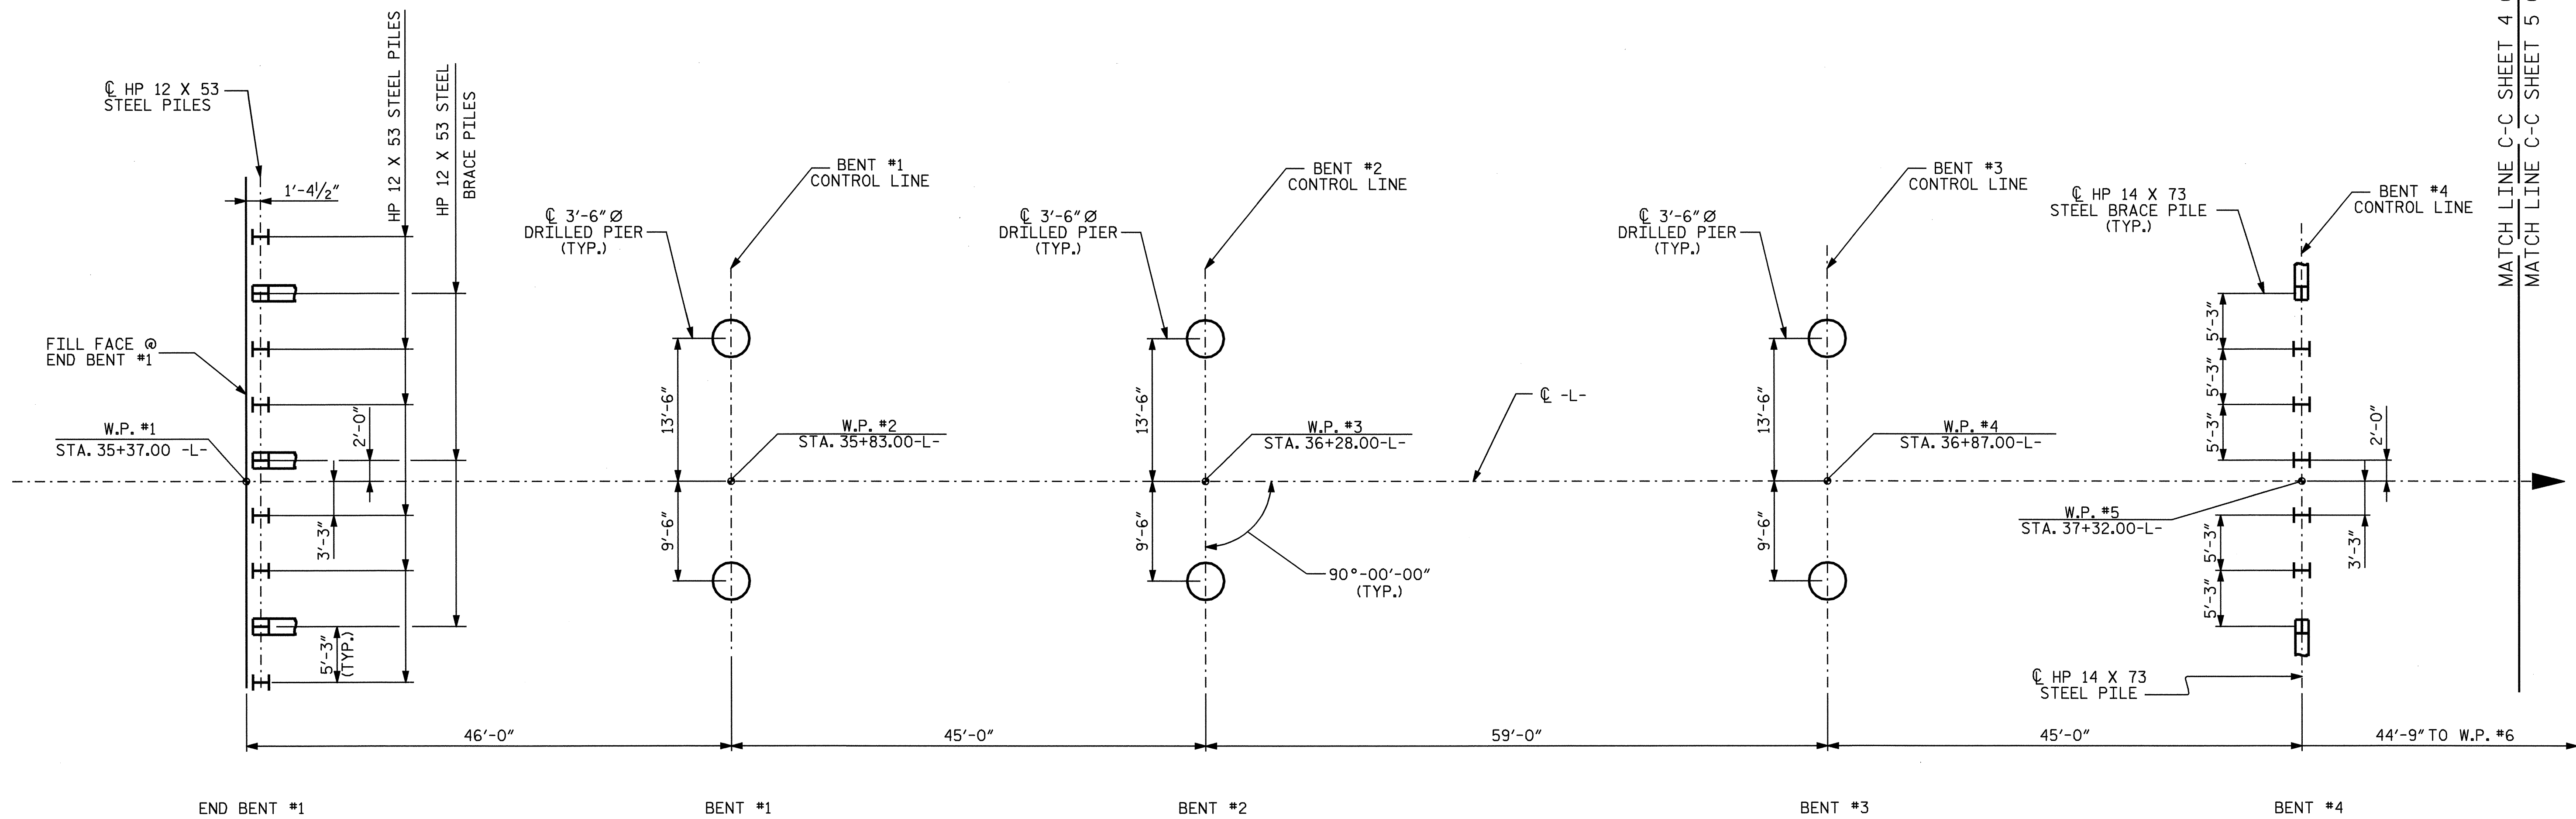 ℄ HP 12 X 53
STEEL PILES
1'-4½"
HP 12 X 53 STEEL PILES
HP 12 X 53 STEEL
BRACE PILES
FILL FACE @
END BENT #1
W.P. #1
STA. 35+37.00 -L-
2'-0"
3'-3"
5'-3"
(TYP.)
℄ 3'-6" Ø
DRILLED PIER
(TYP.)
BENT #1
CONTROL LINE
13'-6"
W.P. #2
STA. 35+83.00-L-
9'-6"
℄ 3'-6" Ø
DRILLED PIER
(TYP.)
BENT #2
CONTROL LINE
13'-6"
W.P. #3
STA. 36+28.00-L-
9'-6"
90°-00'-00"
(TYP.)
℄ -L-
℄ 3'-6" Ø
DRILLED PIER
(TYP.)
BENT #3
CONTROL LINE
13'-6"
W.P. #4
STA. 36+87.00-L-
9'-6"
℄ HP 14 X 73
STEEL BRACE PILE
(TYP.)
BENT #4
CONTROL LINE
5'-3"
5'-3"
5'-3"
2'-0"
W.P. #5
STA. 37+32.00-L-
3'-3"
5'-3"
5'-3"
℄ HP 14 X 73
STEEL PILE
MATCH LINE C-C SHEET 4
MATCH LINE C-C SHEET 5
46'-0"
45'-0"
59'-0"
45'-0"
44'-9" TO W.P. #6
END BENT #1
BENT #1
BENT #2
BENT #3
BENT #4